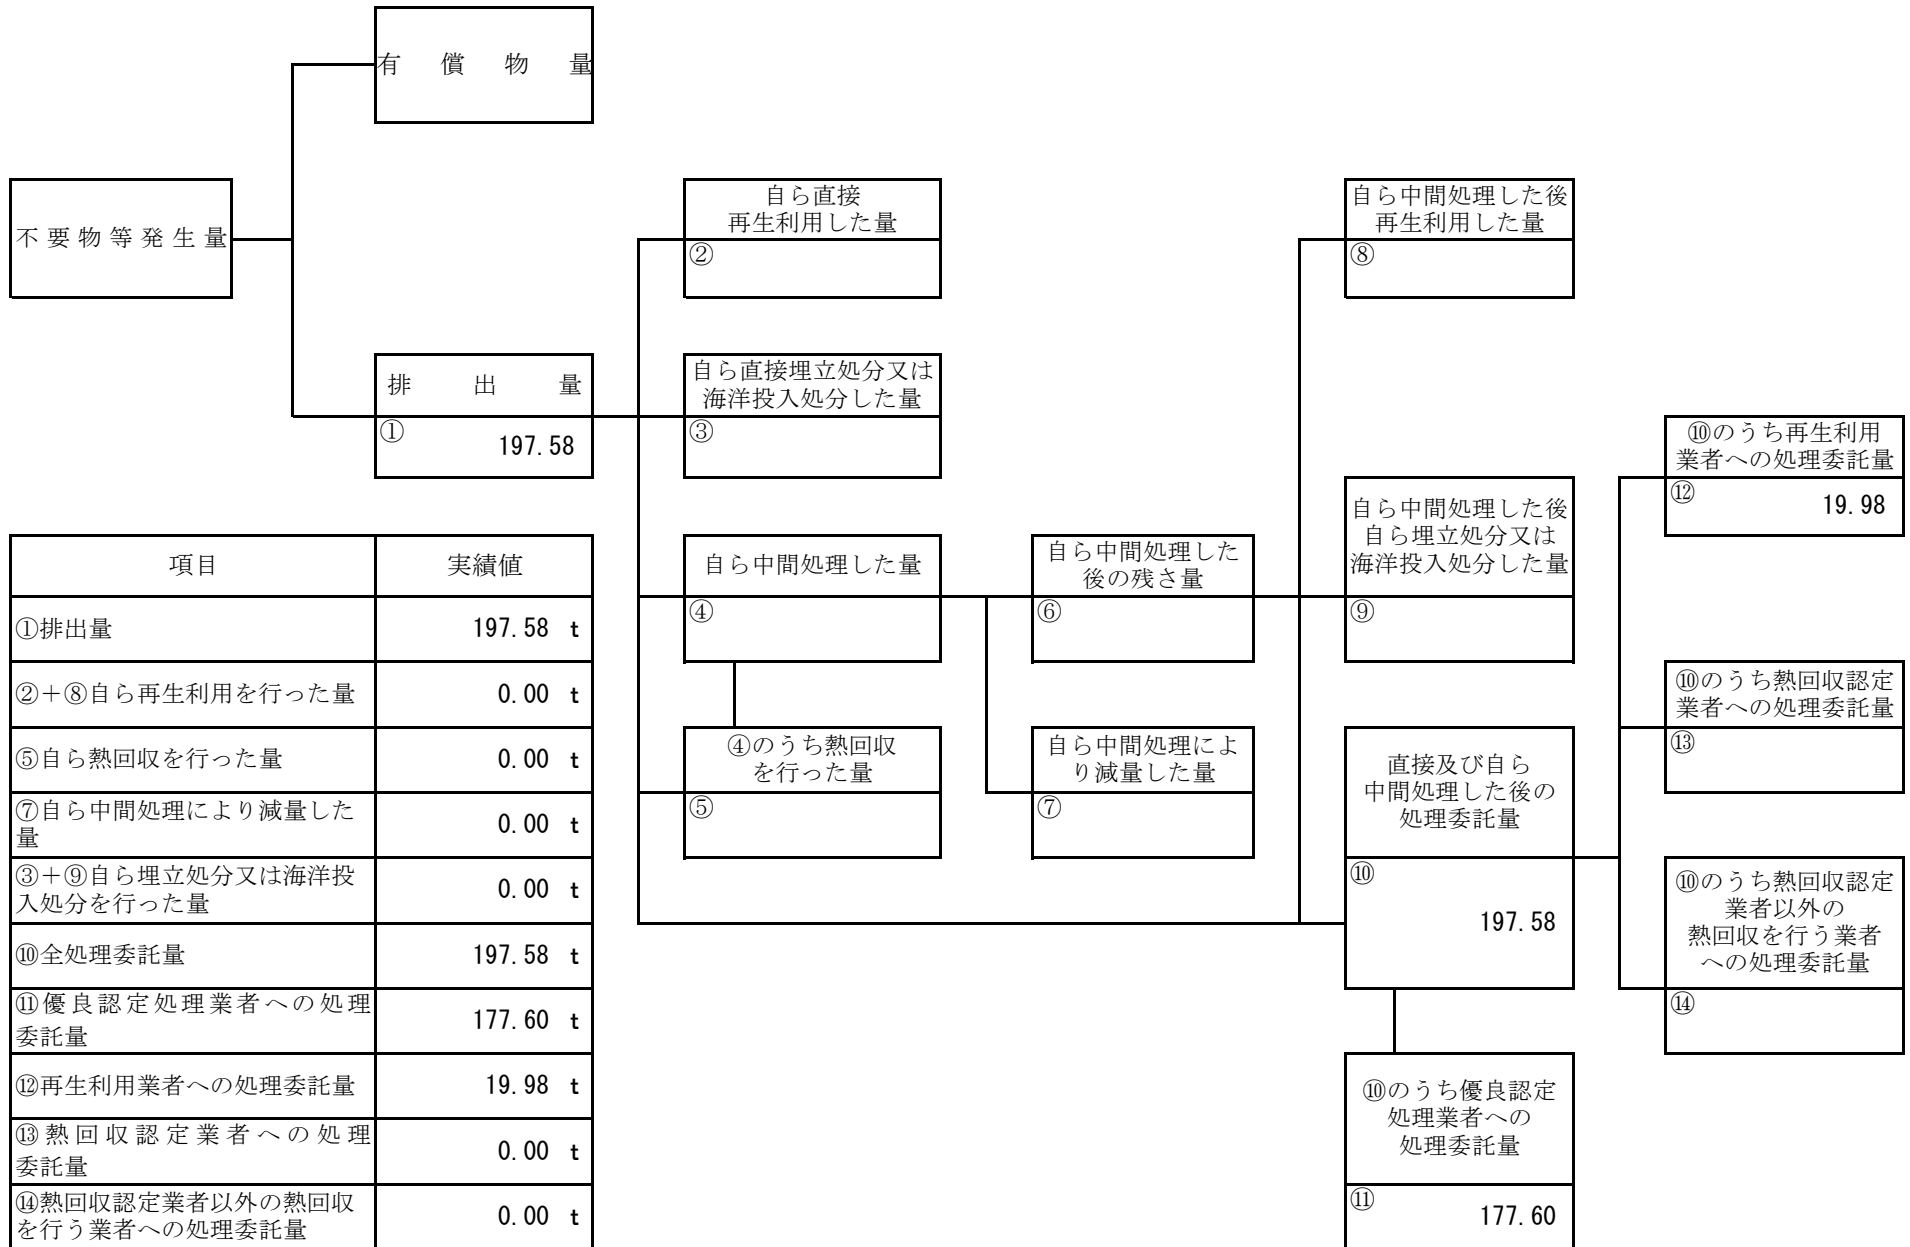 有償物量
不要物等発生量
排出量
①
197.58
自ら直接
再生利用した量
②
自ら直接埋立処分又は
海洋投入処分した量
③
自ら中間処理した量
④
④のうち熱回収
を行った量
⑤
自ら中間処理した
後の残さ量
⑥
自ら中間処理によ
り減量した量
⑦
自ら中間処理した後
再生利用した量
⑧
自ら中間処理した後
自ら埋立処分又は
海洋投入処分した量
⑨
直接及び自ら
中間処理した後の
処理委託量
⑩
197.58
⑩のうち優良認定
処理業者への
処理委託量
⑪
177.60
⑩のうち再生利用
業者への処理委託量
⑫
19.98
⑩のうち熱回収認定
業者への処理委託量
⑬
⑩のうち熱回収認定
業者以外の
熱回収を行う業者
への処理委託量
⑭
項目 実績値
①排出量 197.58 t
②＋⑧自ら再生利用を行った量 0.00 t
⑤自ら熱回収を行った量 0.00 t
⑦自ら中間処理により減量した
量 0.00 t
③＋⑨自ら埋立処分又は海洋投
入処分を行った量 0.00 t
⑩全処理委託量 197.58 t
⑪優良認定処理業者への処理
委託量 177.60 t
⑫再生利用業者への処理委託量 19.98 t
⑬熱回収認定業者への処理
委託量 0.00 t
⑭熱回収認定業者以外の熱回収
を行う業者への処理委託量 0.00 t